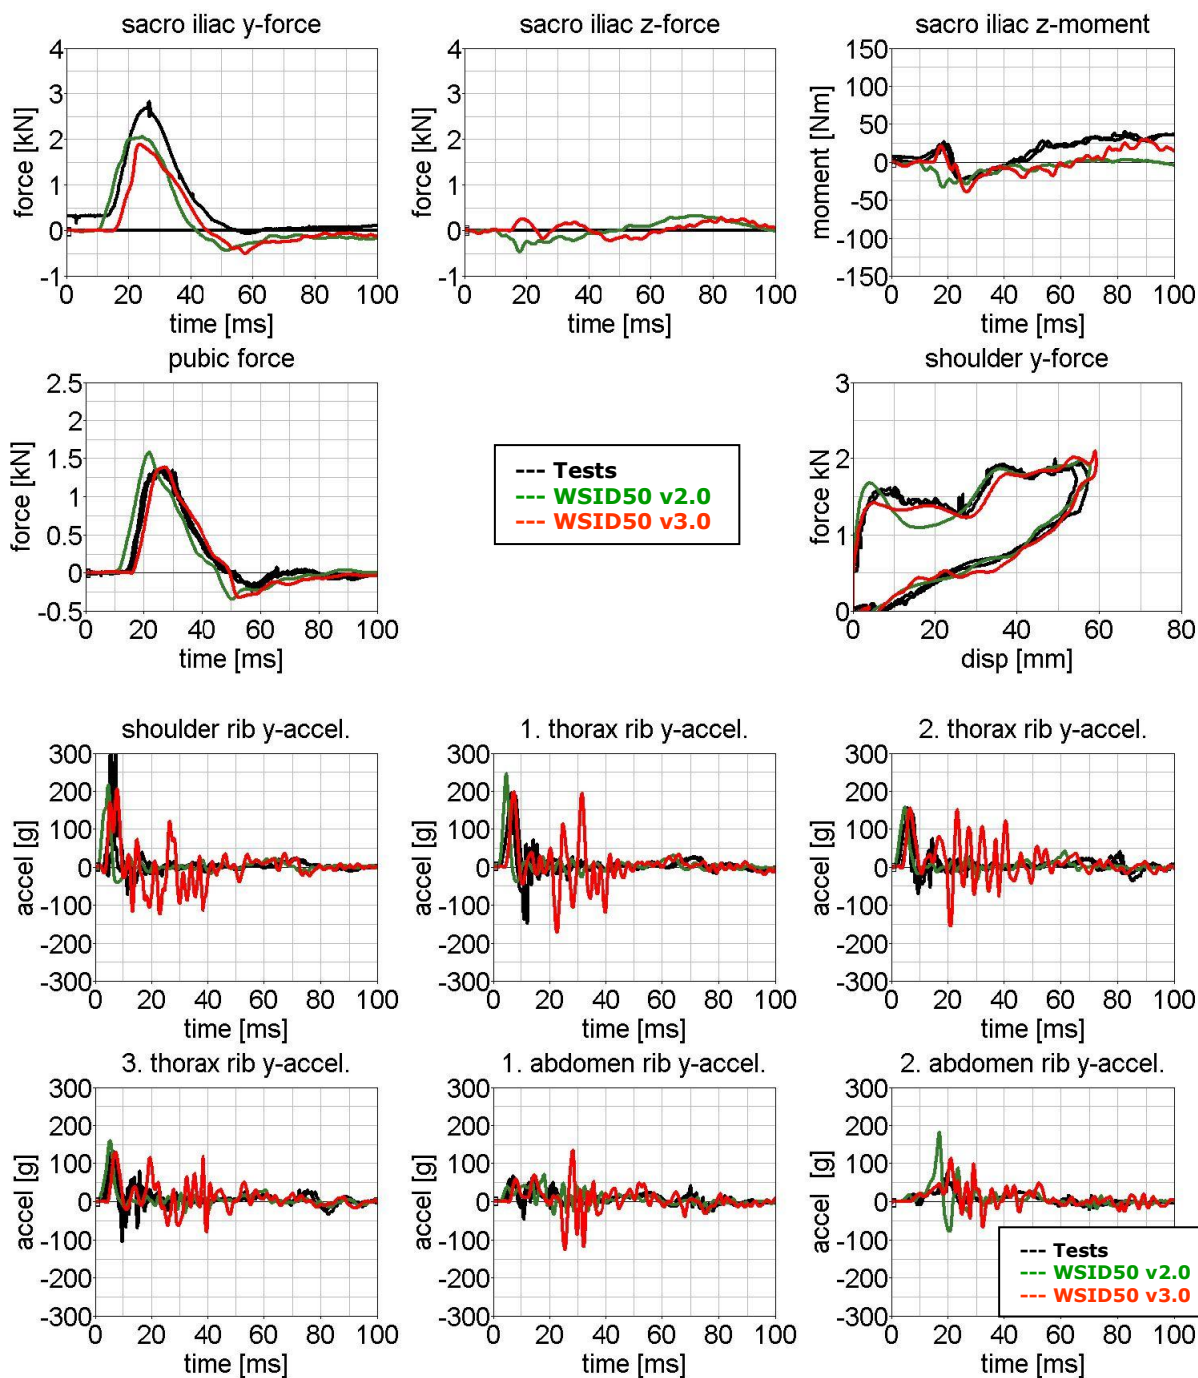 sacro iliac y-force
sacro iliac z-force
sacro iliac z-moment
4
3
2
1
0
-1
force [kN]
0 20 40 60 80 100
time [ms]
4
3
2
1
0
-1
force [kN]
0 20 40 60 80 100
time [ms]
150
100
50
0
-50
-100
-150
moment [Nm]
0 20 40 60 80 100
time [ms]
pubic force
2.5
2
1.5
1
0.5
0
-0.5
force [kN]
0 20 40 60 80 100
time [ms]
--- Tests
--- WSID50 v2.0
--- WSID50 v3.0
shoulder y-force
3
2
1
0
force kN
0 20 40 60 80
disp [mm]
shoulder rib y-accel.
300
200
100
0
-100
-200
-300
accel [g]
0 20 40 60 80 100
time [ms]
1. thorax rib y-accel.
300
200
100
0
-100
-200
-300
accel [g]
0 20 40 60 80 100
time [ms]
2. thorax rib y-accel.
300
200
100
0
-100
-200
-300
accel [g]
0 20 40 60 80 100
time [ms]
3. thorax rib y-accel.
300
200
100
0
-100
-200
-300
accel [g]
0 20 40 60 80 100
time [ms]
1. abdomen rib y-accel.
300
200
100
0
-100
-200
-300
accel [g]
0 20 40 60 80 100
time [ms]
2. abdomen rib y-accel.
300
200
100
0
-100
-200
-300
accel [g]
0 20 40 60 80 100
time [ms]
--- Tests
--- WSID50 v2.0
--- WSID50 v3.0